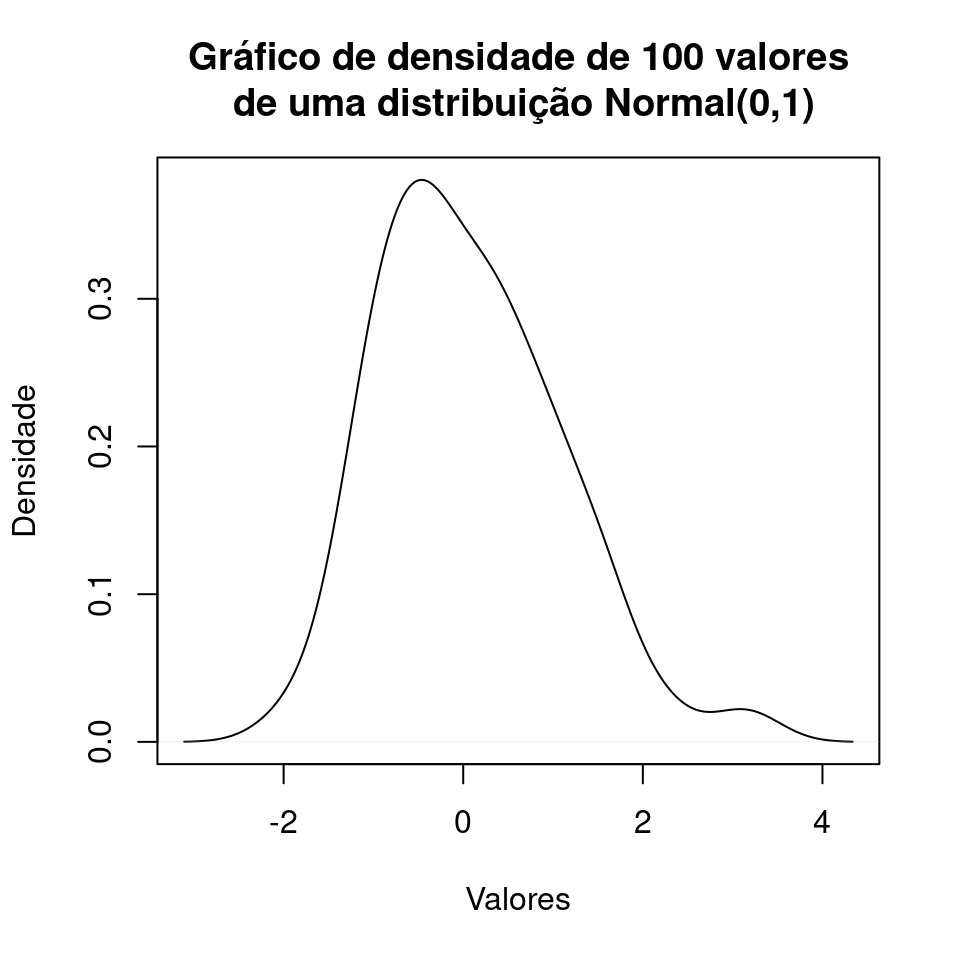 Gráfico de densidade de 100 valores
de uma distribuição Normal(0,1)
Densidade
0.3
0.2
0.1
0.0
-2 0 2 4
Valores